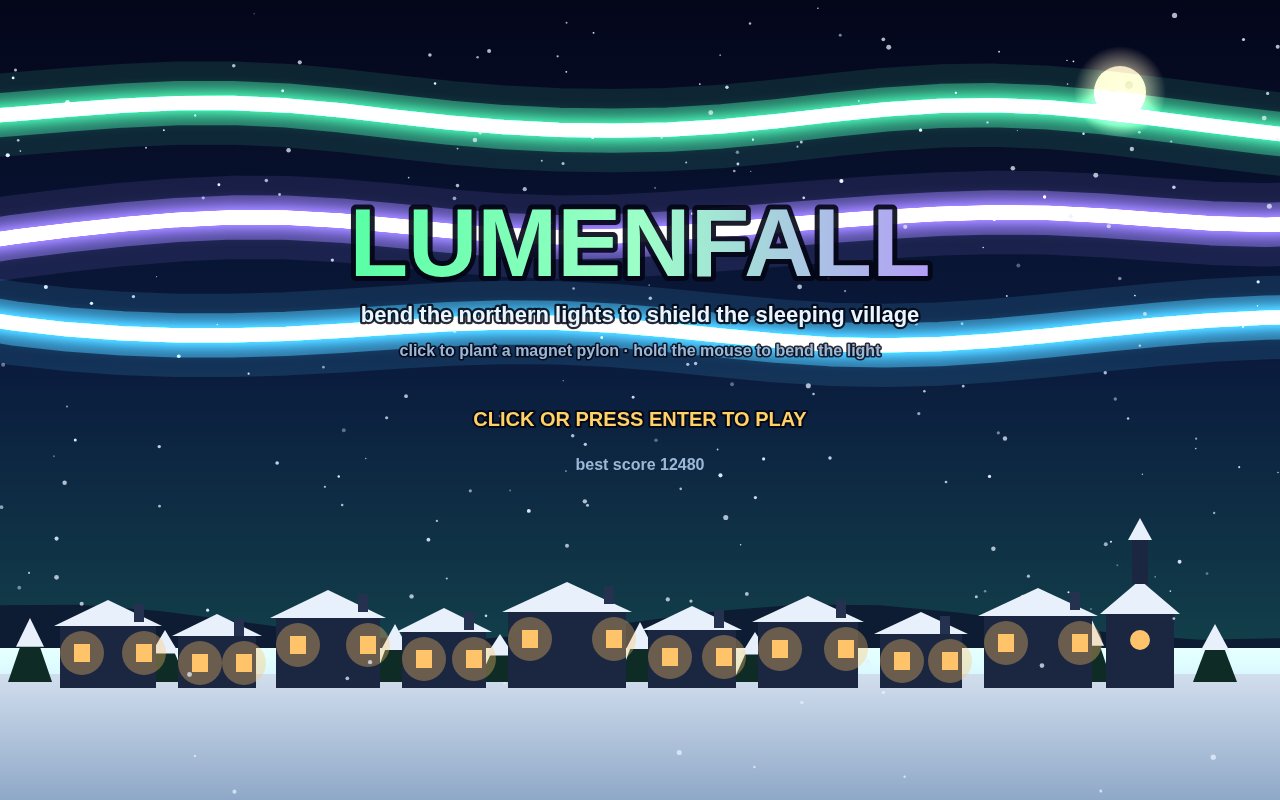 LUMENFALL
bend the northern lights to shield the sleeping village
click to plant a magnet pylon · hold the mouse to bend the light
CLICK OR PRESS ENTER TO PLAY
best score 12480